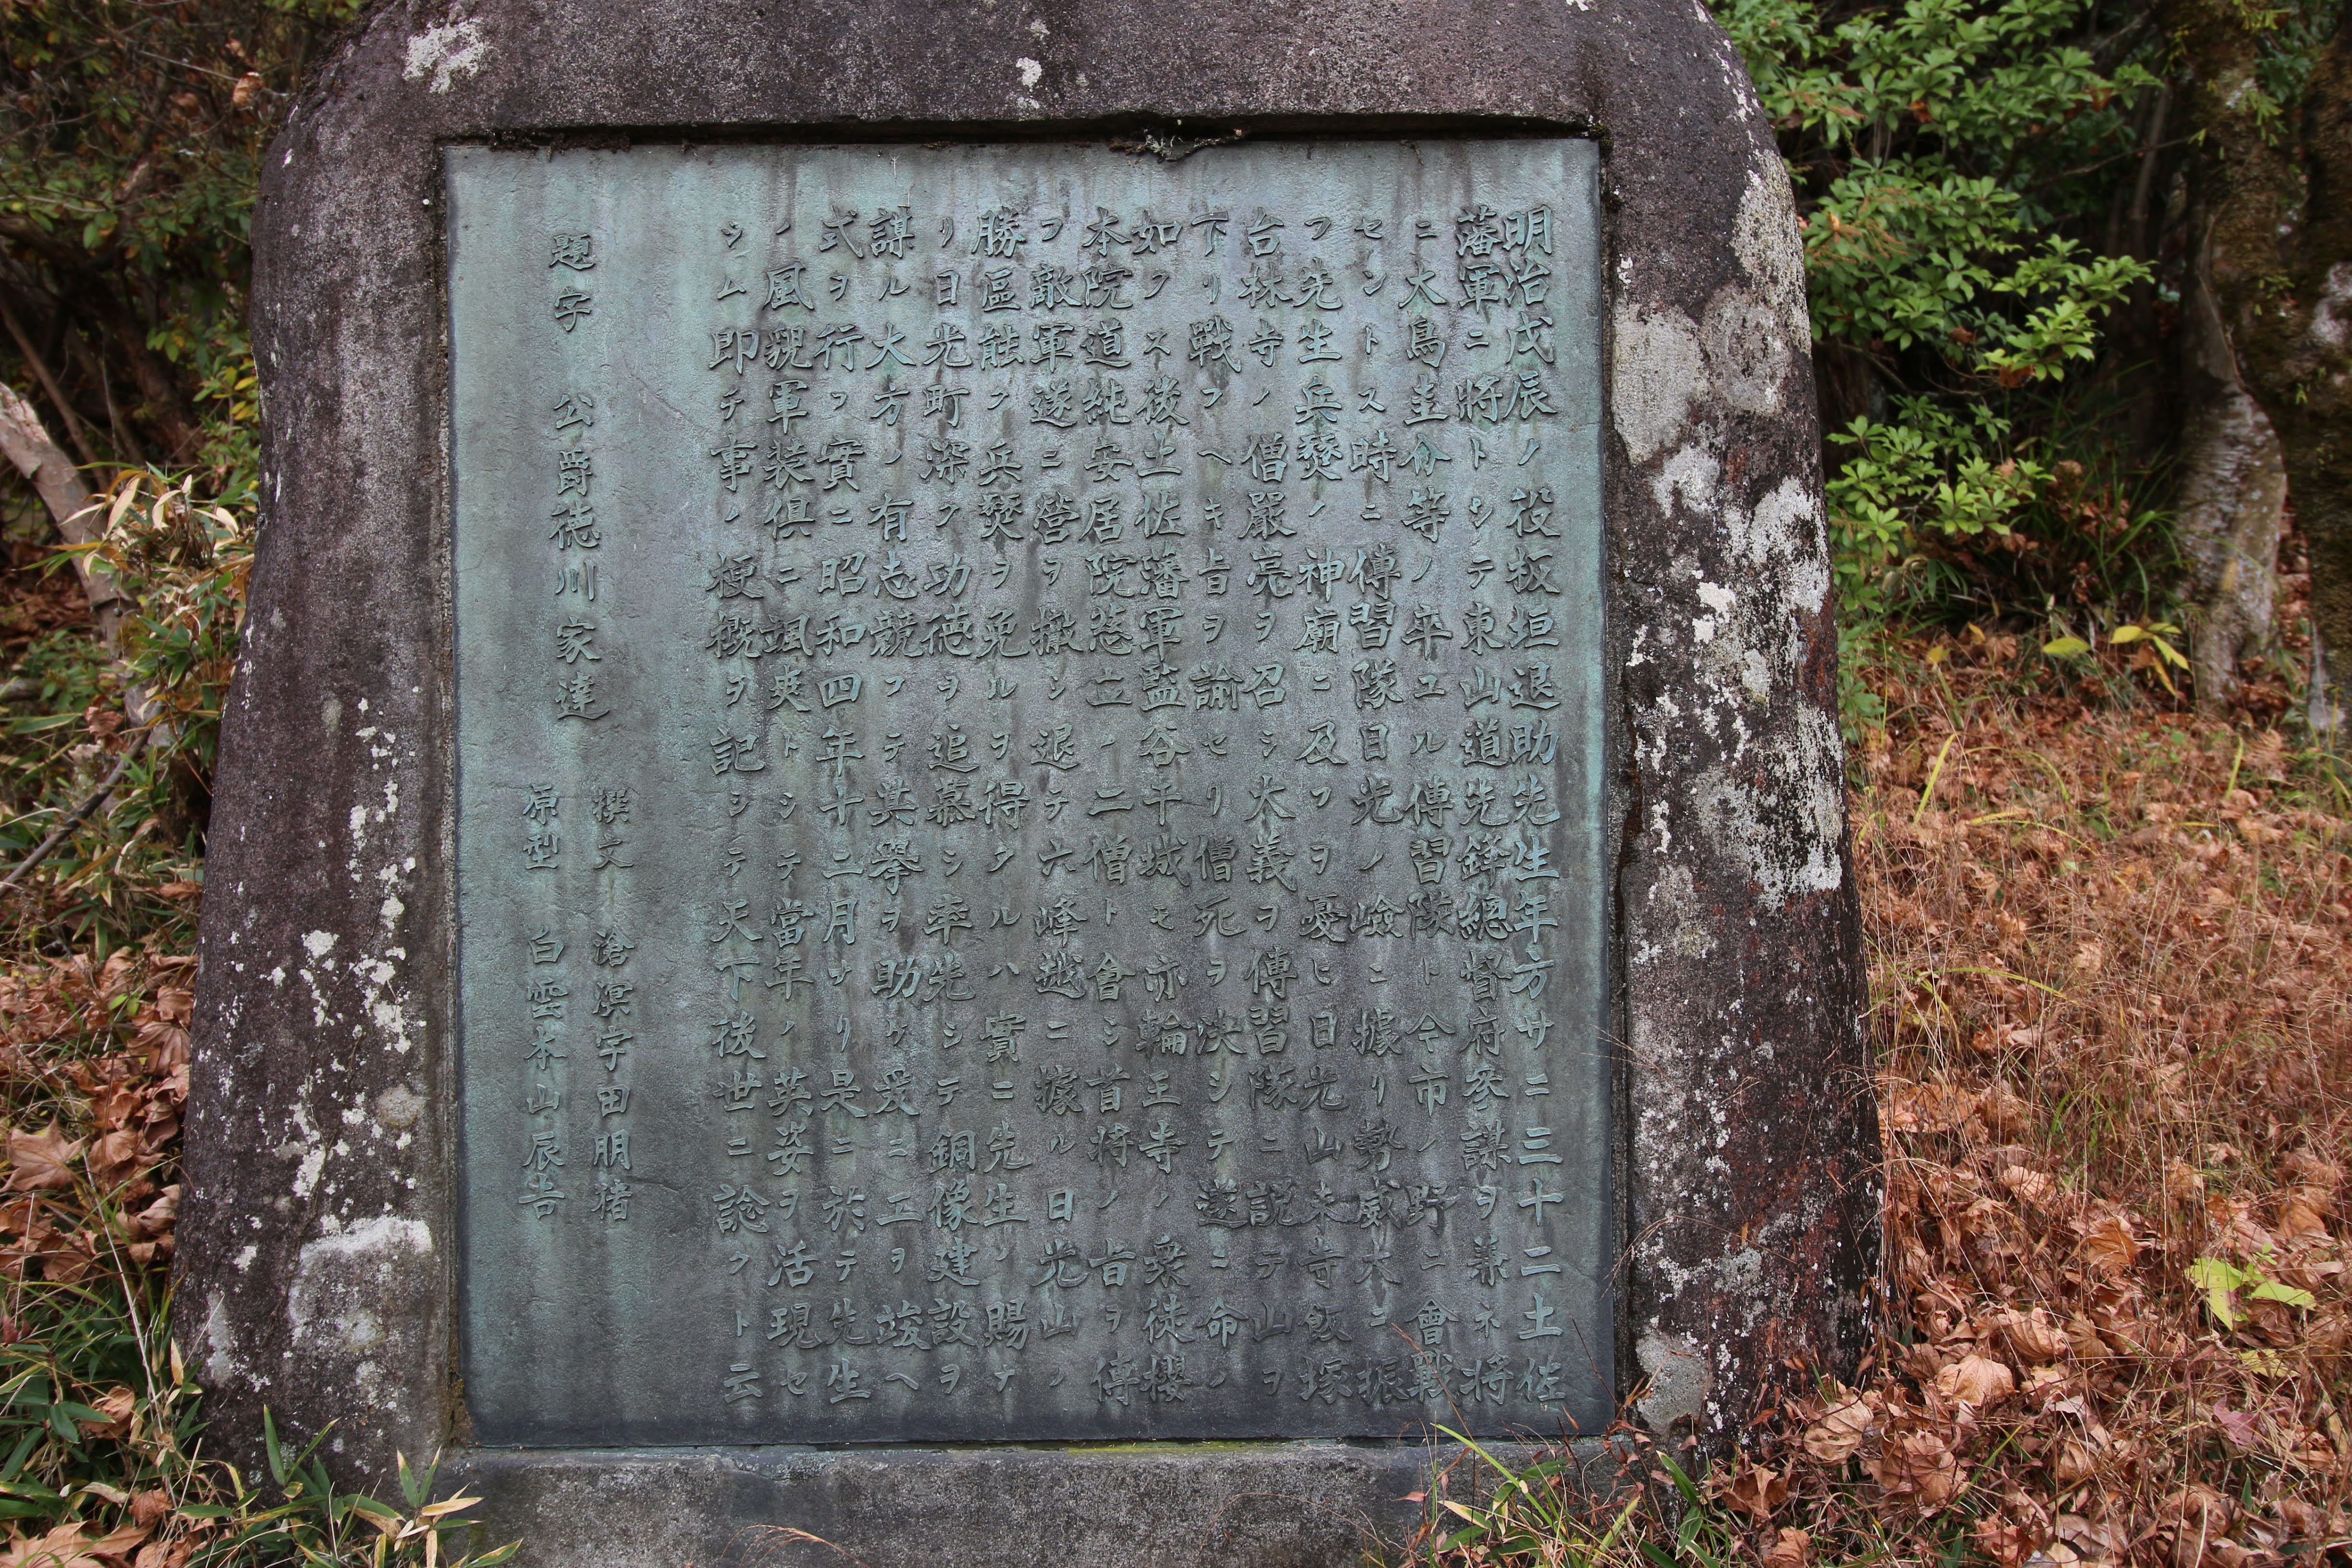 明治戊辰ノ役板垣退助先生年方サニ三十二土佐
藩軍ニ將トシテ東山道先鋒總督府參謀ヲ兼ネ將
ニ大鳥圭介等ノ率ユル傳習隊ト今市ノ野ニ會戰
セントス時ニ傳習隊日光ノ嶮ニ據リ勢威大ニ振
フ先生兵燹ノ神廟ニ及フヲ憂ヒ日光山末寺飯塚
台林寺ノ僧嚴亮ヲ召シ大義ヲ傳習隊ニ説テ山ヲ
下リ戰フヘキ旨ヲ諭セリ僧死ヲ決シテ遂ニ命ノ
如クス後土佐藩軍監谷干城モ亦輪王寺ノ衆徒櫻
本院道純安居院慈立ノ二僧ト會シ首將ノ旨ヲ傳
フ敵軍遂ニ營ヲ撤シ退テ六峰越ニ據ル日光山ノ
勝區能ク兵燹ヲ免ルヲ得タルハ實ニ先生ノ賜ナ
リ日光町深ク功徳ヲ追慕シ率先シテ銅像建設ヲ
謀ル大方ノ有志競フテ其擧ヲ助ケ爰ニ工ヲ竣ヘ
式ヲ行フ實ニ昭和四年十二月ナリ是ニ於テ先生
ノ風貌軍装倶ニ颯爽トシテ當年ノ英姿ヲ活現セ
シム即チ事ノ梗概ヲ記シテ天下後世ニ諗フト云
撰文 滄溟宇田朋猪
題字 公爵徳川家達
原型 白雲本山辰吉